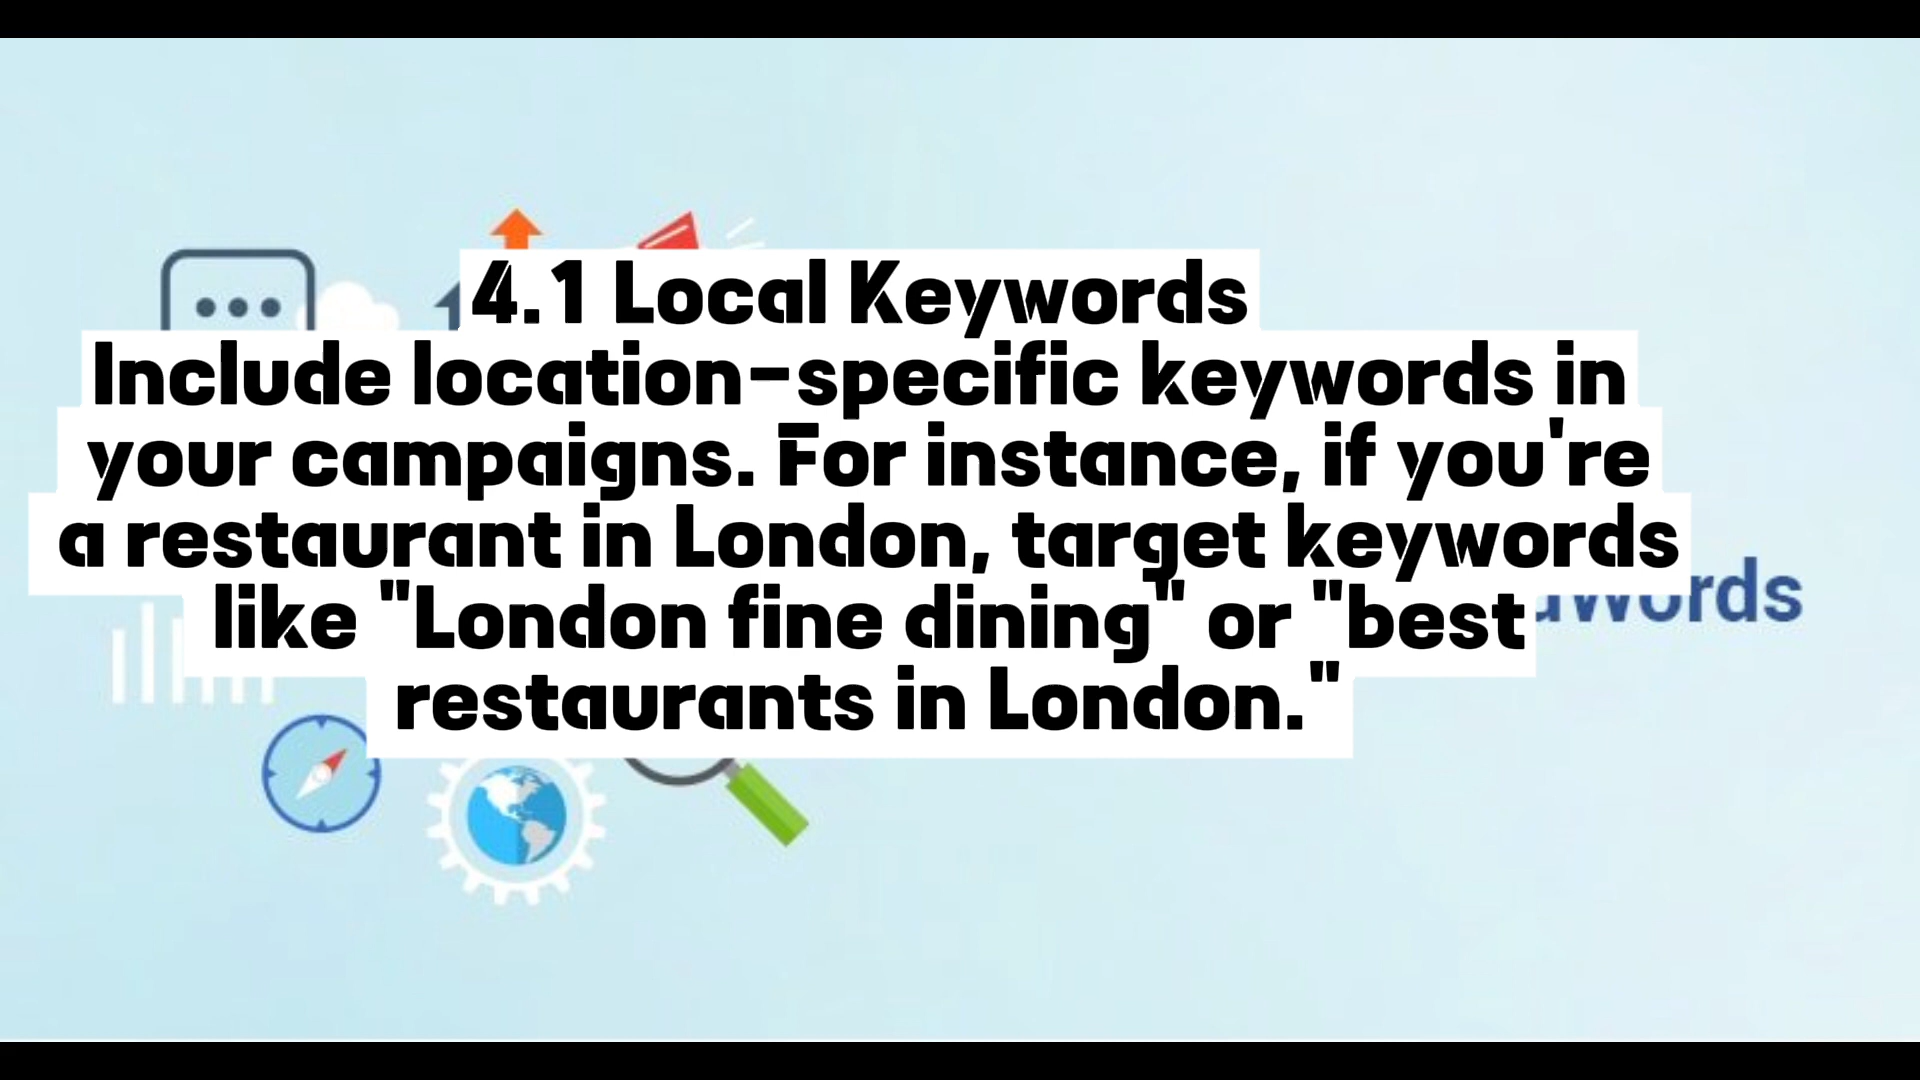 4.1 Local Keywords
Include location-specific keywords in
your campaigns. For instance, if you're
a restaurant in London, target keywords
like "London fine dining" or "best
restaurants in London."